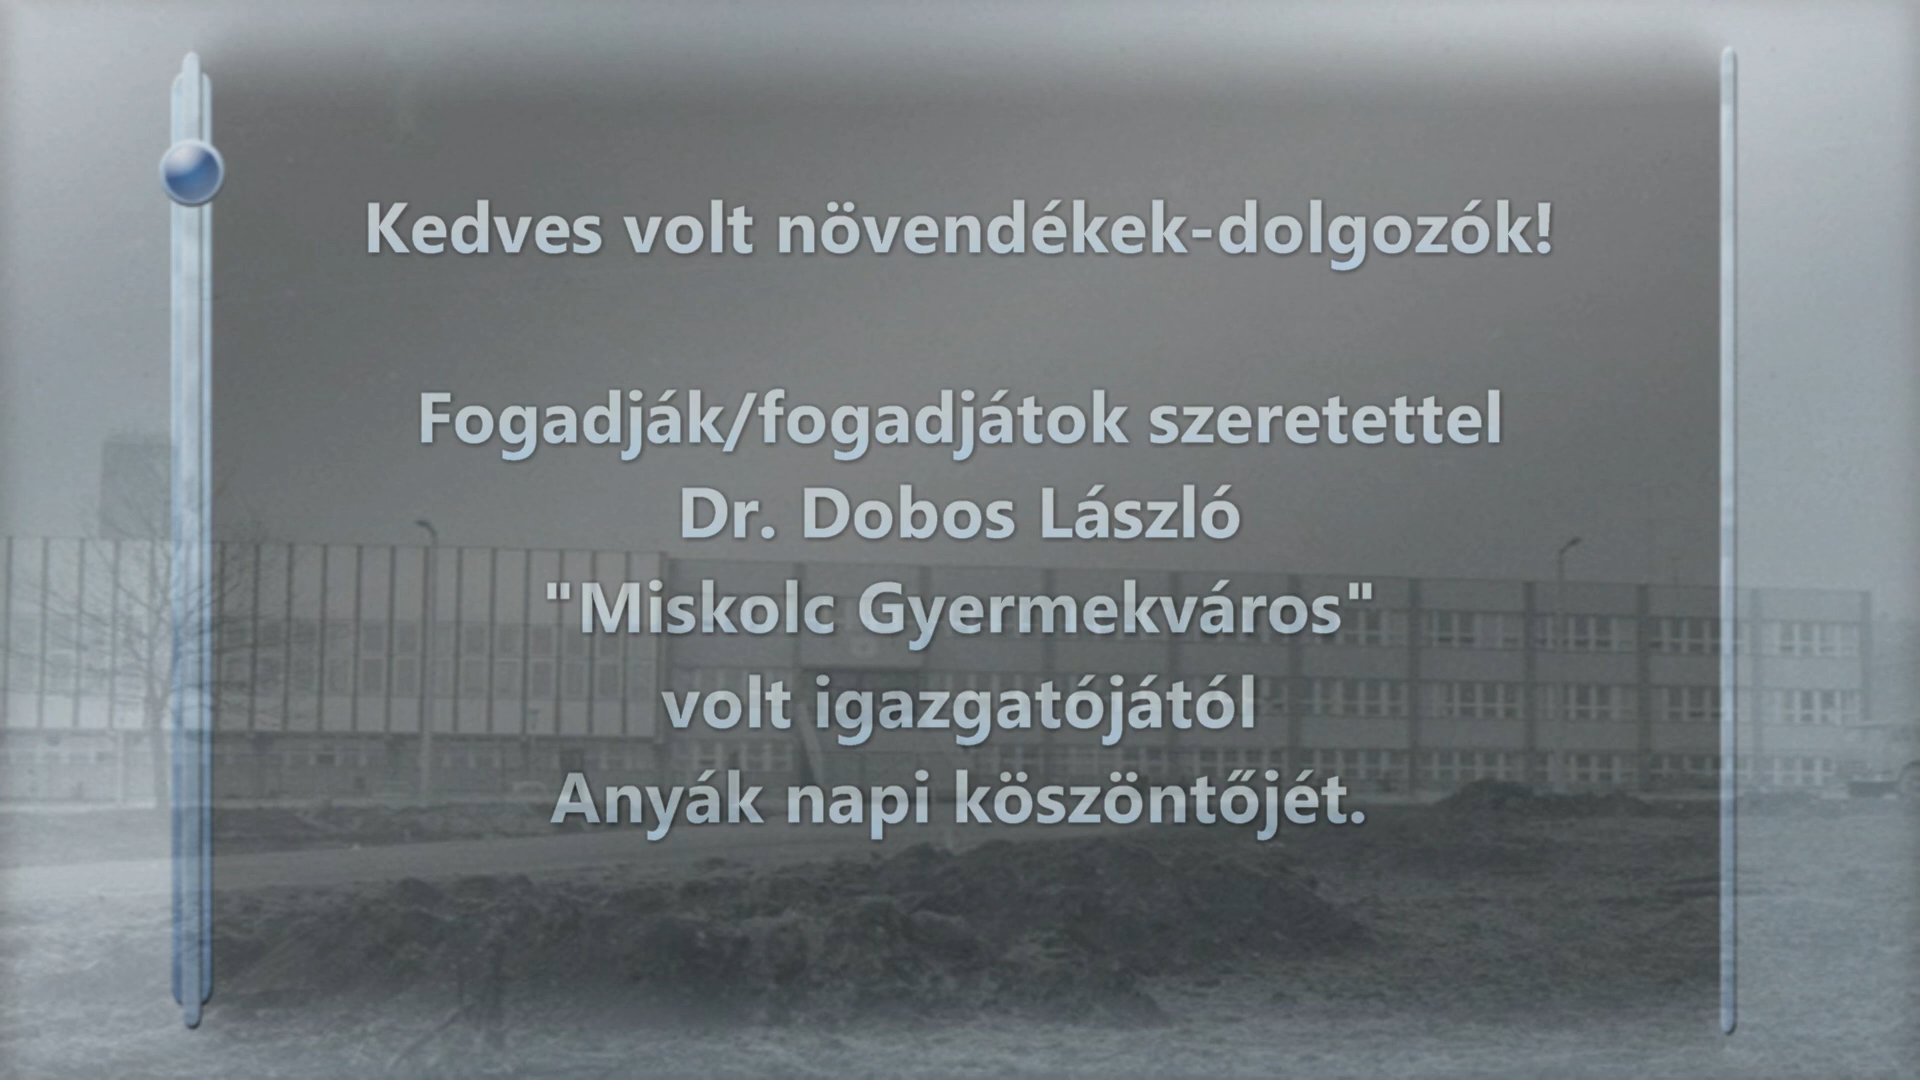 Kedves volt növendékek-dolgozók!
Fogadják/fogadjátok szeretettel
Dr. Dobos László
"Miskolc Gyermekváros"
volt igazgatójától
Anyák napi köszöntőjét.